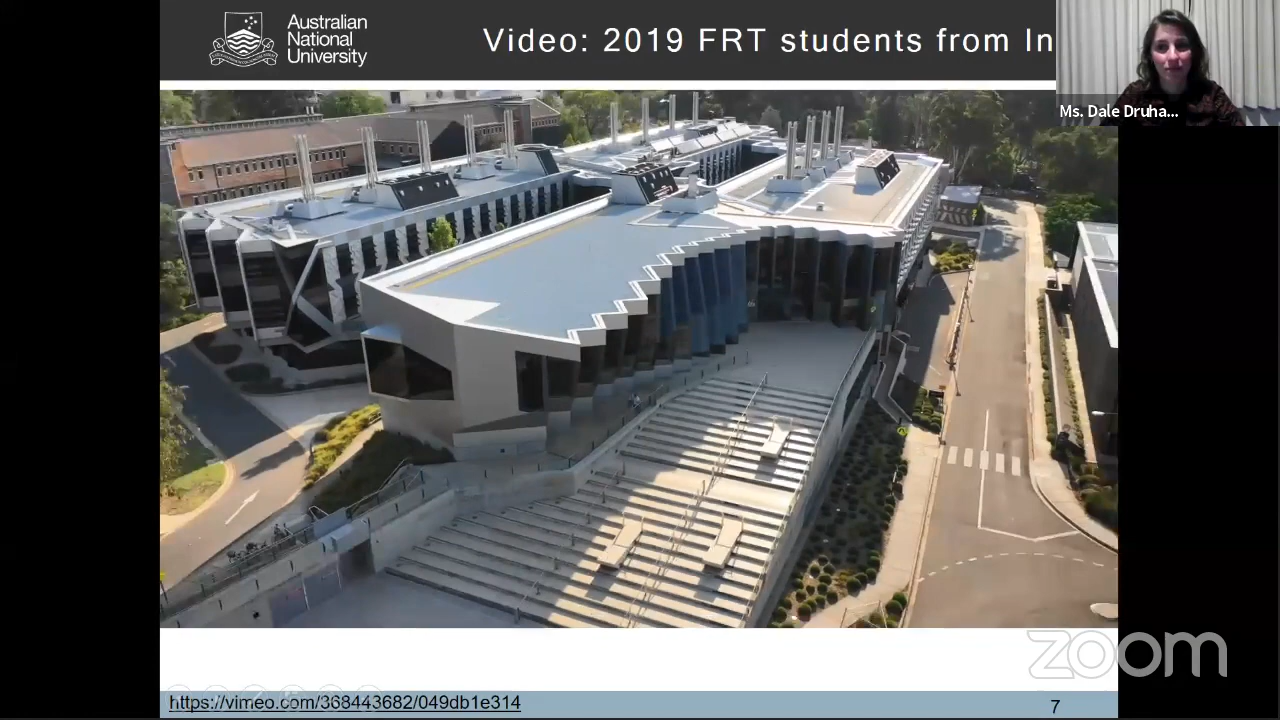 Australian
National
University
Video: 2019 FRT students from In
Ms. Dale Druha...
zoom
https://vimeo.com/368443682/049db1e314
7